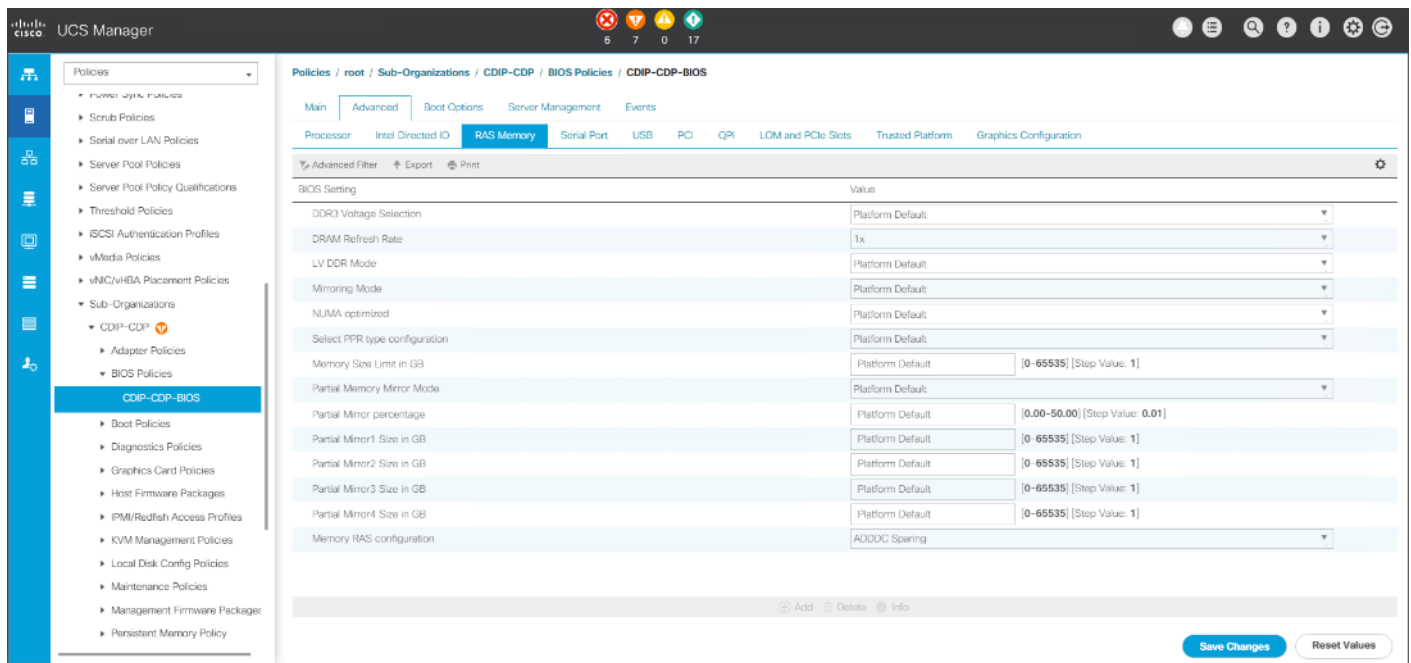 cisco UCS Manager
6 7 0 17
Policies
Power Sync Policies
Scrub Policies
Serial over LAN Policies
Server Pool Policies
Server Pool Policy Qualifications
Threshold Policies
iSCSI Authentication Profiles
vMedia Policies
vNIC/vHBA Placement Policies
Sub-Organizations
CDIP-CDP
Adapter Policies
BIOS Policies
CDIP-CDP-BIOS
Boot Policies
Diagnostics Policies
Graphics Card Policies
Host Firmware Packages
IPMI/Redfish Access Profiles
KVM Management Policies
Local Disk Config Policies
Maintenance Policies
Management Firmware Packages
Persistent Memory Policy
Policies / root / Sub-Organizations / CDIP-CDP / BIOS Policies / CDIP-CDP-BIOS
Main Advanced Boot Options Server Management Events
Processor Intel Directed IO RAS Memory Serial Port USB PCI QPI LOM and PCIe Slots Trusted Platform Graphics Configuration
Advanced Filter Export Print
BIOS Setting Value
DDR3 Voltage Selection Platform Default
DRAM Refresh Rate 1x
LV DDR Mode Platform Default
Mirroring Mode Platform Default
NUMA optimized Platform Default
Select PPR type configuration Platform Default
Memory Size Limit in GB Platform Default [0-65535] [Step Value: 1]
Partial Memory Mirror Mode Platform Default
Partial Mirror percentage Platform Default [0.00-50.00] [Step Value: 0.01]
Partial Mirror1 Size in GB Platform Default [0-65535] [Step Value: 1]
Partial Mirror2 Size in GB Platform Default [0-65535] [Step Value: 1]
Partial Mirror3 Size in GB Platform Default [0-65535] [Step Value: 1]
Partial Mirror4 Size in GB Platform Default [0-65535] [Step Value: 1]
Memory RAS configuration ADDDC Sparing
Add Delete Info
Save Changes Reset Values